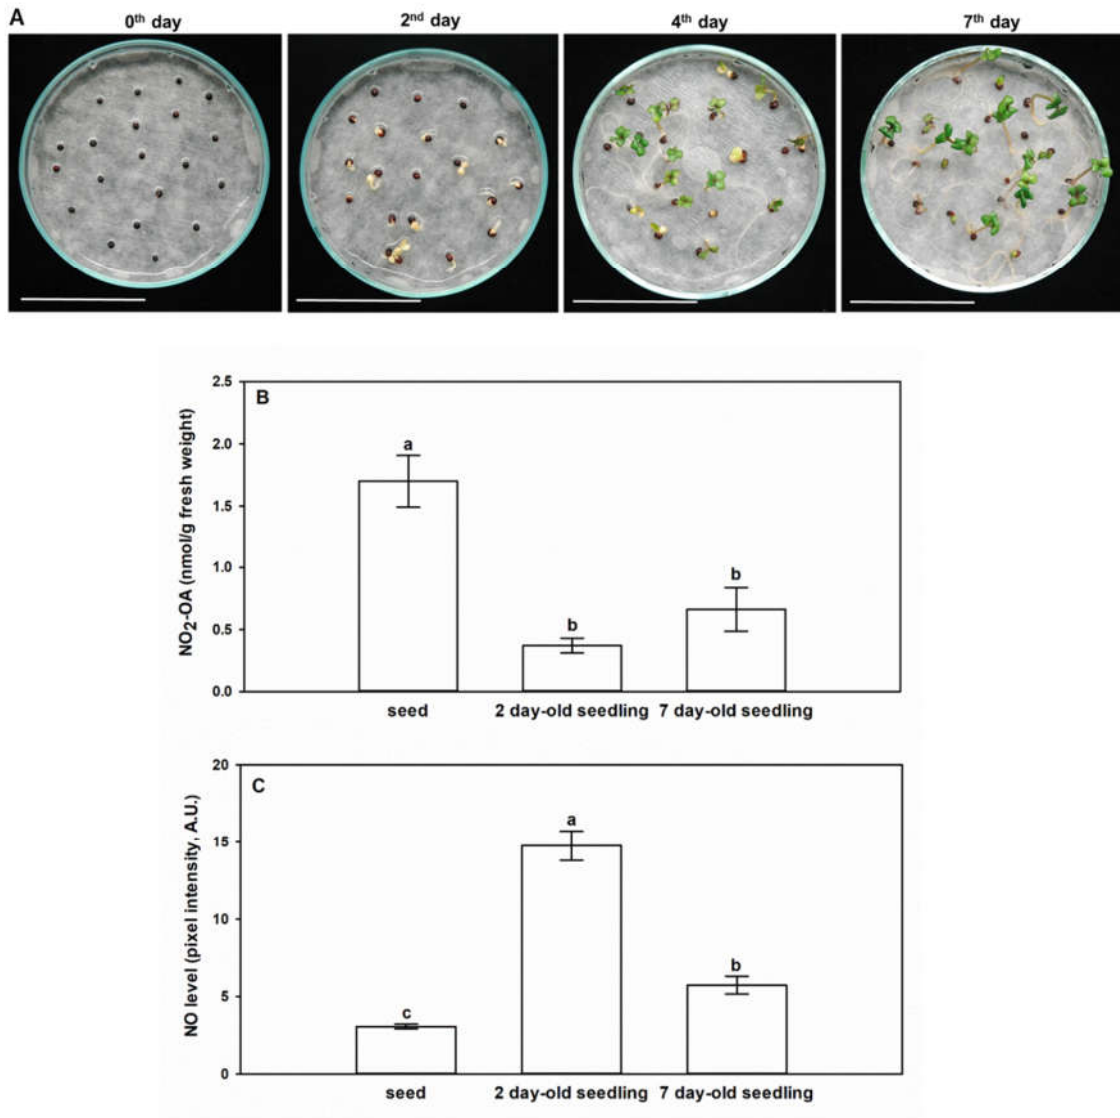 A
0th day 2nd day 4th day 7th day
B
2.5
2.0
1.5
1.0
0.5
0.0
NO2-OA (nmol/g fresh weight)
a
b
b
seed 2 day-old seedling 7 day-old seedling
C
20
15
10
5
0
NO level (pixel intensity, A.U.)
c
a
b
seed 2 day-old seedling 7 day-old seedling